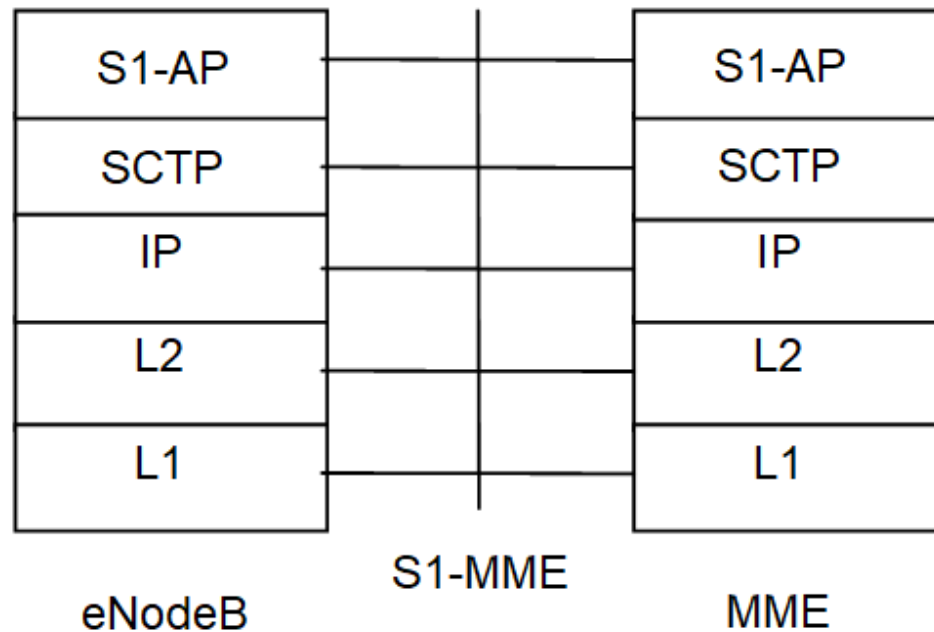 S1-AP
SCTP
IP
L2
L1
eNodeB
S1-MME
S1-AP
SCTP
IP
L2
L1
MME